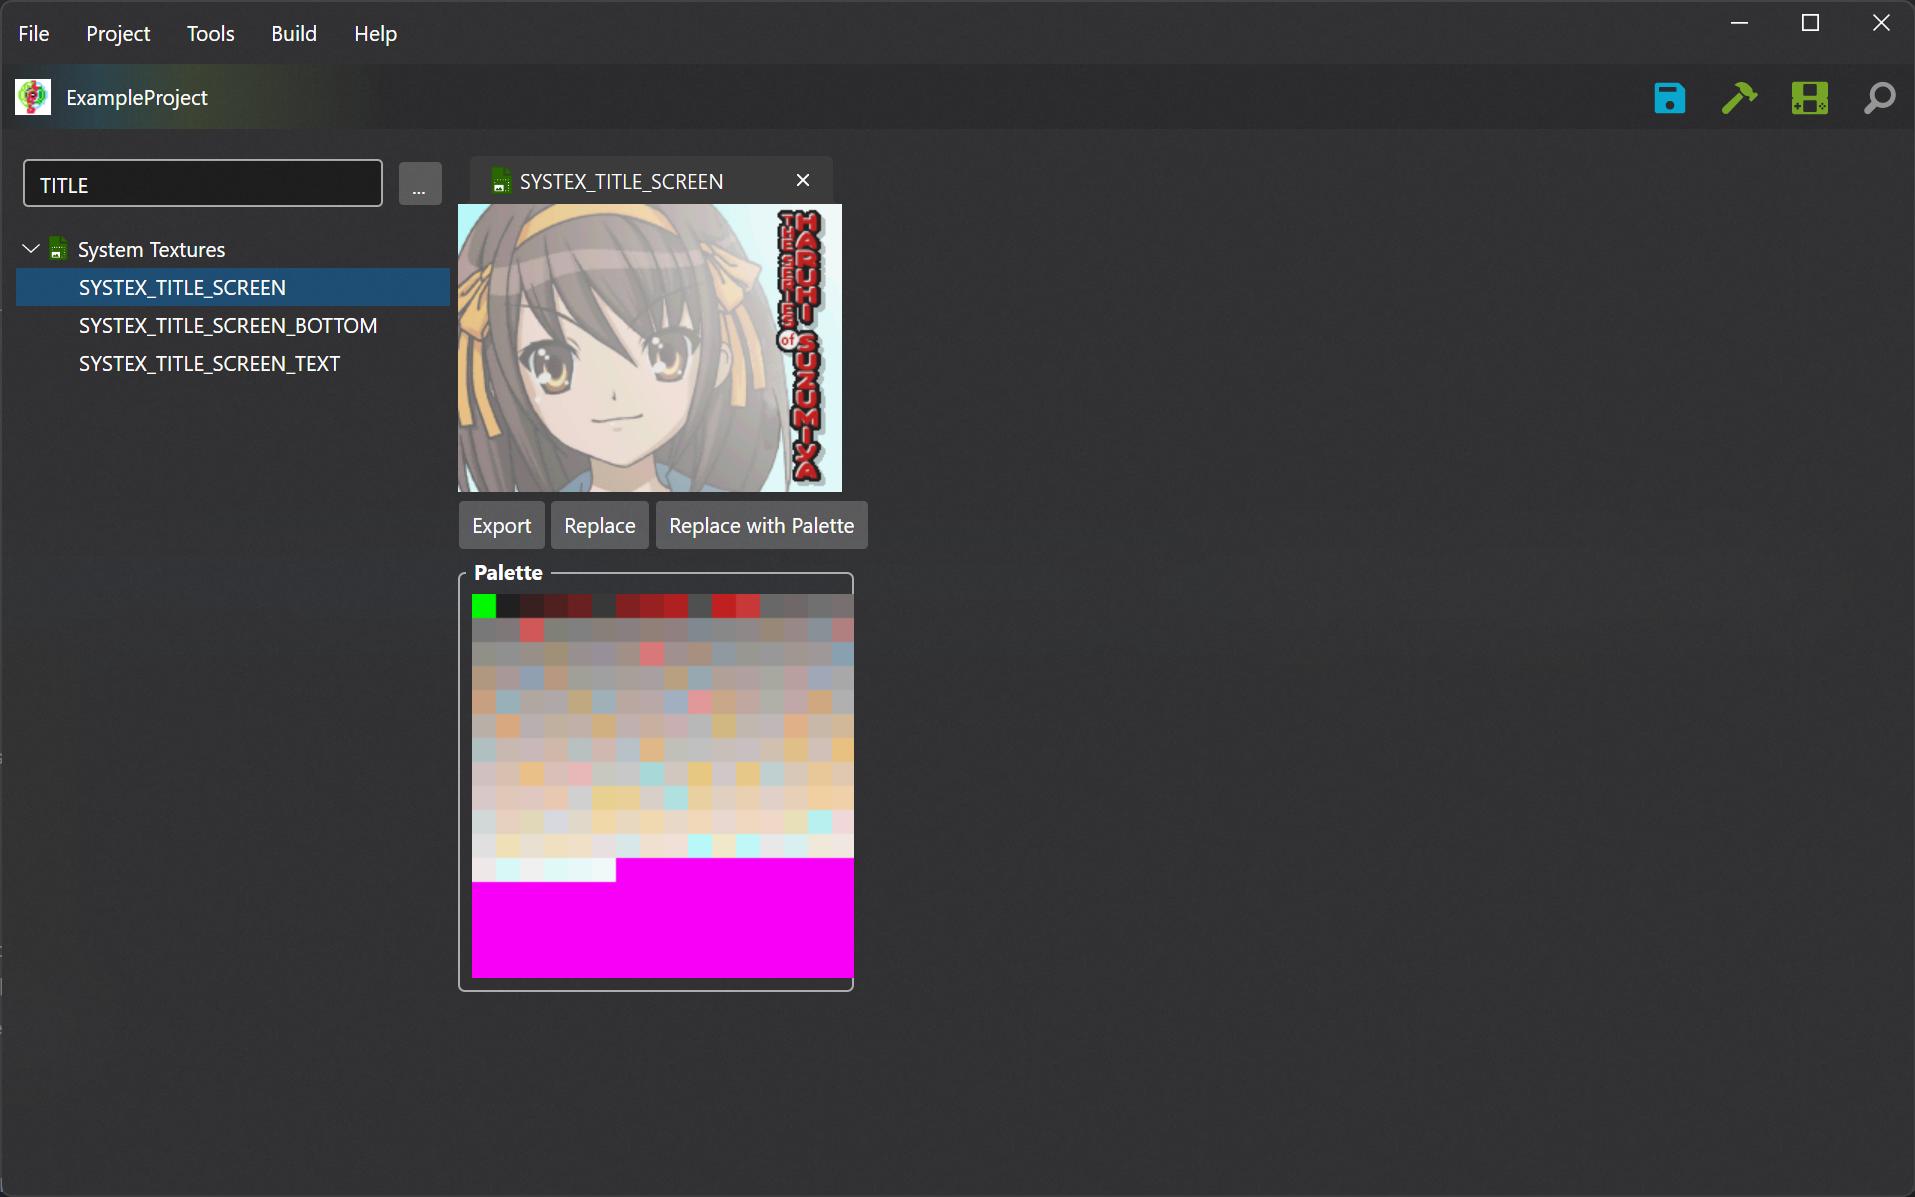 File Project Tools Build Help
ExampleProject
TITLE
...
System Textures
SYSTEX_TITLE_SCREEN
SYSTEX_TITLE_SCREEN_BOTTOM
SYSTEX_TITLE_SCREEN_TEXT
SYSTEX_TITLE_SCREEN
THE SERIES of
HARUHI SUZUMIYA
Export Replace Replace with Palette
Palette